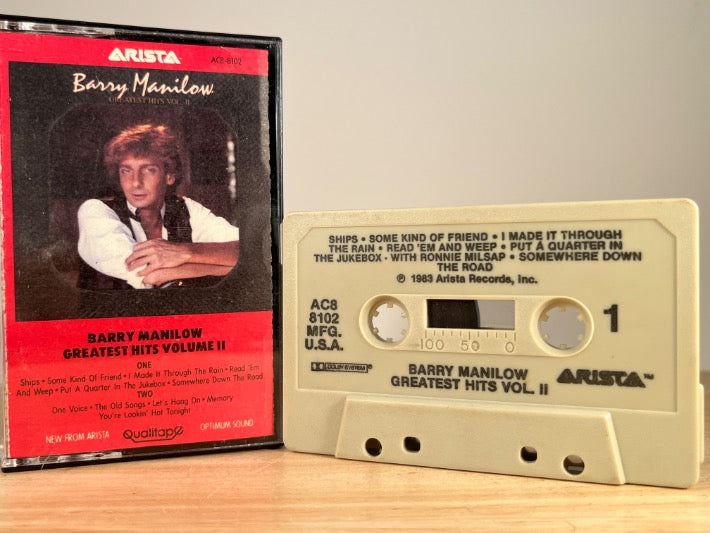 ARISTA
AC8-8102
Barry Manilow
GREATEST HITS VOL. II
BARRY MANILOW
GREATEST HITS VOLUME II
ONE
Ships • Some Kind Of Friend • I Made It Through The Rain • Read 'Em
And Weep • Put A Quarter In The Jukebox • Somewhere Down The Road
TWO
One Voice • The Old Songs • Let's Hang On • Memory
You're Lookin' Hot Tonight
NEW FROM ARISTA
Qualitape
OPTIMUM SOUND
SHIPS • SOME KIND OF FRIEND • I MADE IT THROUGH
THE RAIN • READ 'EM AND WEEP • PUT A QUARTER IN
THE JUKEBOX - WITH RONNIE MILSAP • SOMEWHERE DOWN
THE ROAD
℗ 1983 Arista Records, Inc.
AC8
8102
MFG.
U.S.A.
100 50 0
1
DOLBY SYSTEM®
BARRY MANILOW
GREATEST HITS VOL. II
ARISTA™